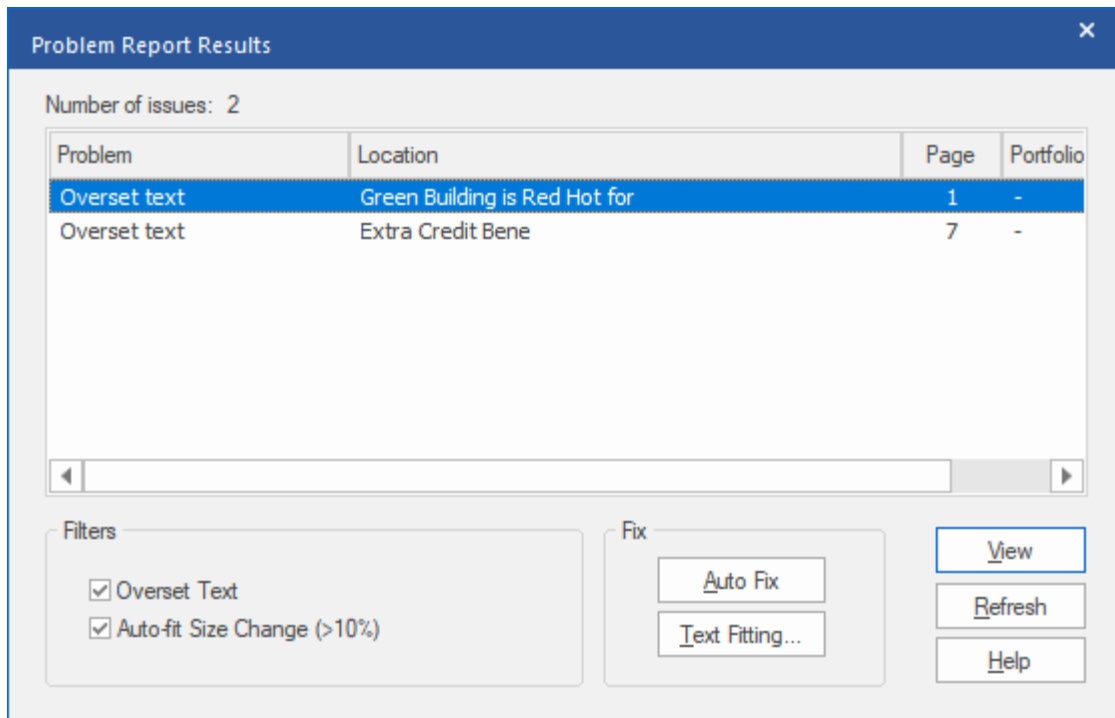 Problem Report Results
Number of issues: 2
Problem Location Page Portfolio
Overset text Green Building is Red Hot for 1 -
Overset text Extra Credit Bene 7 -
Filters
Overset Text
Auto-fit Size Change (>10%)
Fix
Auto Fix
Text Fitting...
View
Refresh
Help